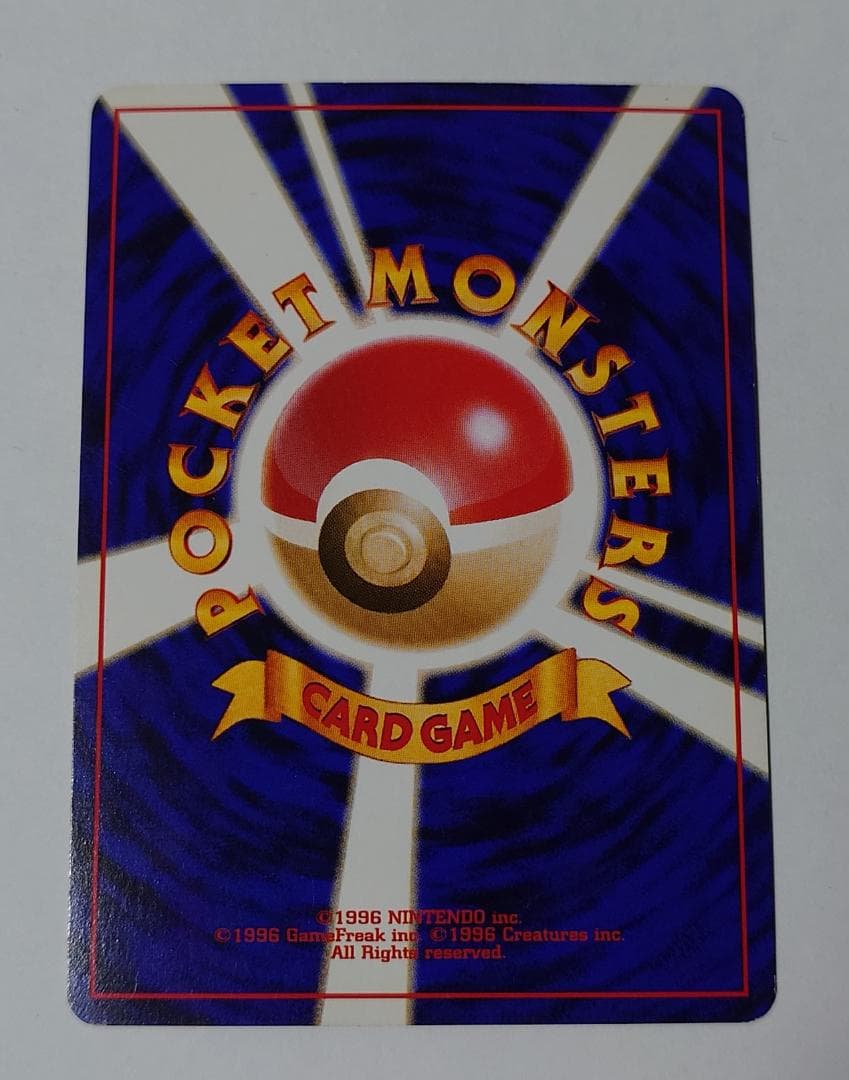 POCKET MONSTERS
CARD GAME
©1996 NINTENDO inc.
©1996 GameFreak inc. ©1996 Creatures inc.
All Rights reserved.